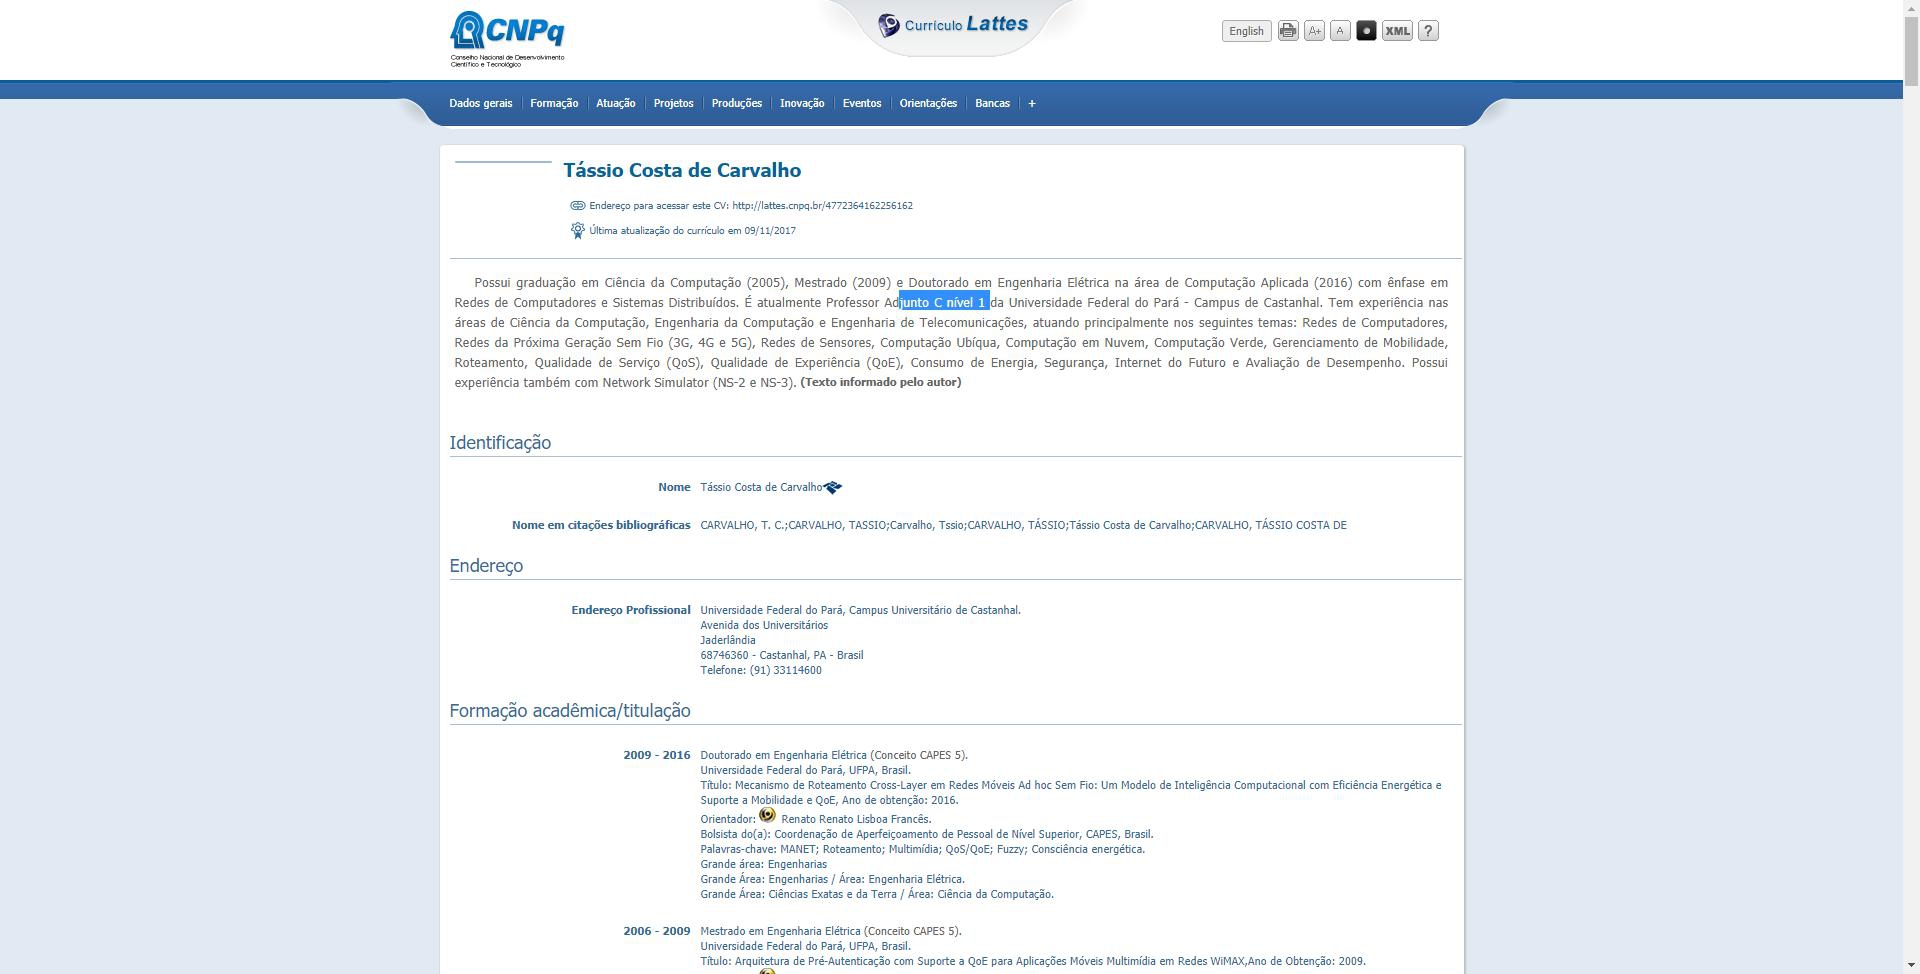 CNPq
Conselho Nacional de Desenvolvimento
Científico e Tecnológico
Currículo Lattes
English
A+
A
XML
?
Dados gerais
Formação
Atuação
Projetos
Produções
Inovação
Eventos
Orientações
Bancas
+
Tássio Costa de Carvalho
Endereço para acessar este CV: http://lattes.cnpq.br/4772364162256162
Última atualização do currículo em 09/11/2017
Possui graduação em Ciência da Computação (2005), Mestrado (2009) e Doutorado em Engenharia Elétrica na área de Computação Aplicada (2016) com ênfase em
Redes de Computadores e Sistemas Distribuídos. É atualmente Professor Adjunto C nível 1 da Universidade Federal do Pará - Campus de Castanhal. Tem experiência nas
áreas de Ciência da Computação, Engenharia da Computação e Engenharia de Telecomunicações, atuando principalmente nos seguintes temas: Redes de Computadores,
Redes da Próxima Geração Sem Fio (3G, 4G e 5G), Redes de Sensores, Computação Ubíqua, Computação em Nuvem, Computação Verde, Gerenciamento de Mobilidade,
Roteamento, Qualidade de Serviço (QoS), Qualidade de Experiência (QoE), Consumo de Energia, Segurança, Internet do Futuro e Avaliação de Desempenho. Possui
experiência também com Network Simulator (NS-2 e NS-3). (Texto informado pelo autor)
Identificação
Nome Tássio Costa de Carvalho
Nome em citações bibliográficas CARVALHO, T. C.;CARVALHO, TASSIO;Carvalho, Tssio;CARVALHO, TÁSSIO;Tássio Costa de Carvalho;CARVALHO, TÁSSIO COSTA DE
Endereço
Endereço Profissional Universidade Federal do Pará, Campus Universitário de Castanhal.
Avenida dos Universitários
Jaderlândia
68746360 - Castanhal, PA - Brasil
Telefone: (91) 33114600
Formação acadêmica/titulação
2009 - 2016 Doutorado em Engenharia Elétrica (Conceito CAPES 5).
Universidade Federal do Pará, UFPA, Brasil.
Título: Mecanismo de Roteamento Cross-Layer em Redes Móveis Ad hoc Sem Fio: Um Modelo de Inteligência Computacional com Eficiência Energética e
Suporte a Mobilidade e QoE, Ano de obtenção: 2016.
Orientador: Renato Renato Lisboa Francês.
Bolsista do(a): Coordenação de Aperfeiçoamento de Pessoal de Nível Superior, CAPES, Brasil.
Palavras-chave: MANET; Roteamento; Multimídia; QoS/QoE; Fuzzy; Consciência energética.
Grande área: Engenharias
Grande Área: Engenharias / Área: Engenharia Elétrica.
Grande Área: Ciências Exatas e da Terra / Área: Ciência da Computação.
2006 - 2009 Mestrado em Engenharia Elétrica (Conceito CAPES 5).
Universidade Federal do Pará, UFPA, Brasil.
Título: Arquitetura de Pré-Autenticação com Suporte a QoE para Aplicações Móveis Multimídia em Redes WiMAX,Ano de Obtenção: 2009.